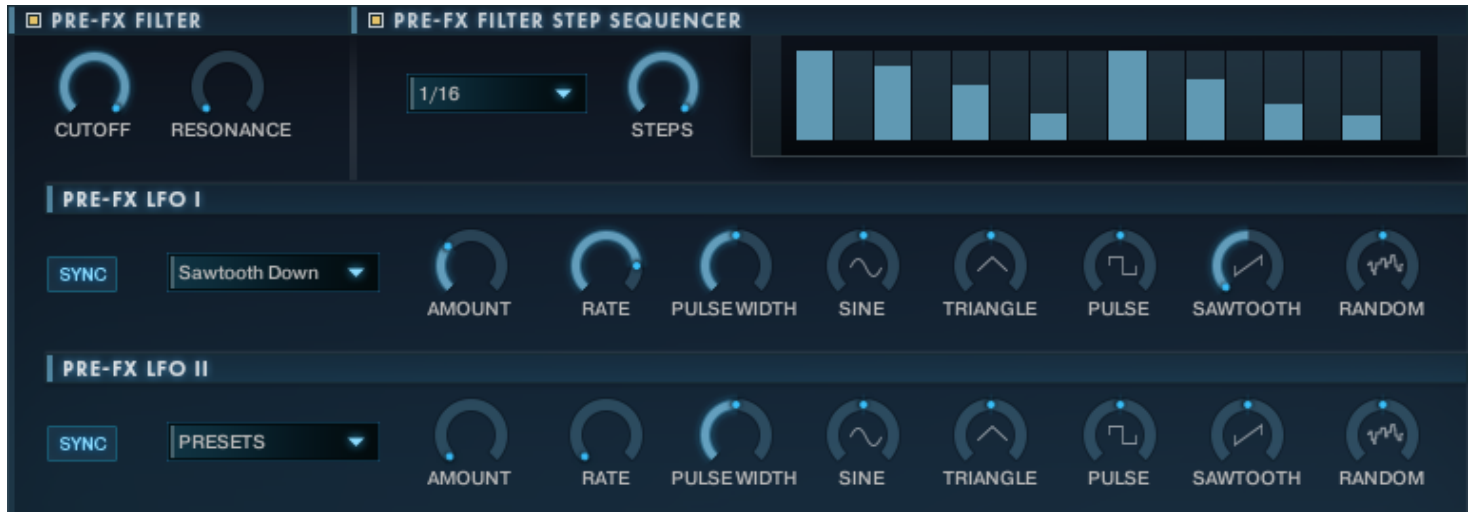 PRE-FX FILTER
PRE-FX FILTER STEP SEQUENCER
1/16
CUTOFF
RESONANCE
STEPS
PRE-FX LFO I
SYNC
Sawtooth Down
AMOUNT
RATE
PULSE WIDTH
SINE
TRIANGLE
PULSE
SAWTOOTH
RANDOM
PRE-FX LFO II
SYNC
PRESETS
AMOUNT
RATE
PULSE WIDTH
SINE
TRIANGLE
PULSE
SAWTOOTH
RANDOM